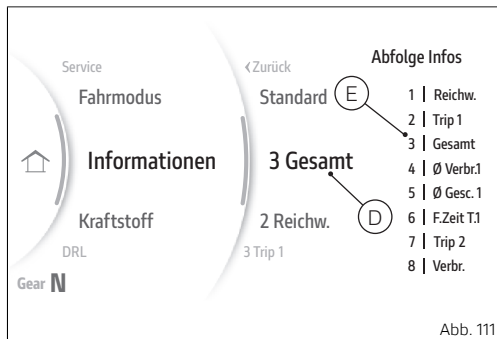 Service
Fahrmodus
Informationen
Kraftstoff
DRL
Gear N
‹Zurück
Standard
3 Gesamt
2 Reichw.
3 Trip 1
E
D
Abfolge Infos
1 | Reichw.
2 | Trip 1
3 | Gesamt
4 | Ø Verbr.1
5 | Ø Gesc. 1
6 | F.Zeit T.1
7 | Trip 2
8 | Verbr.
Abb. 111